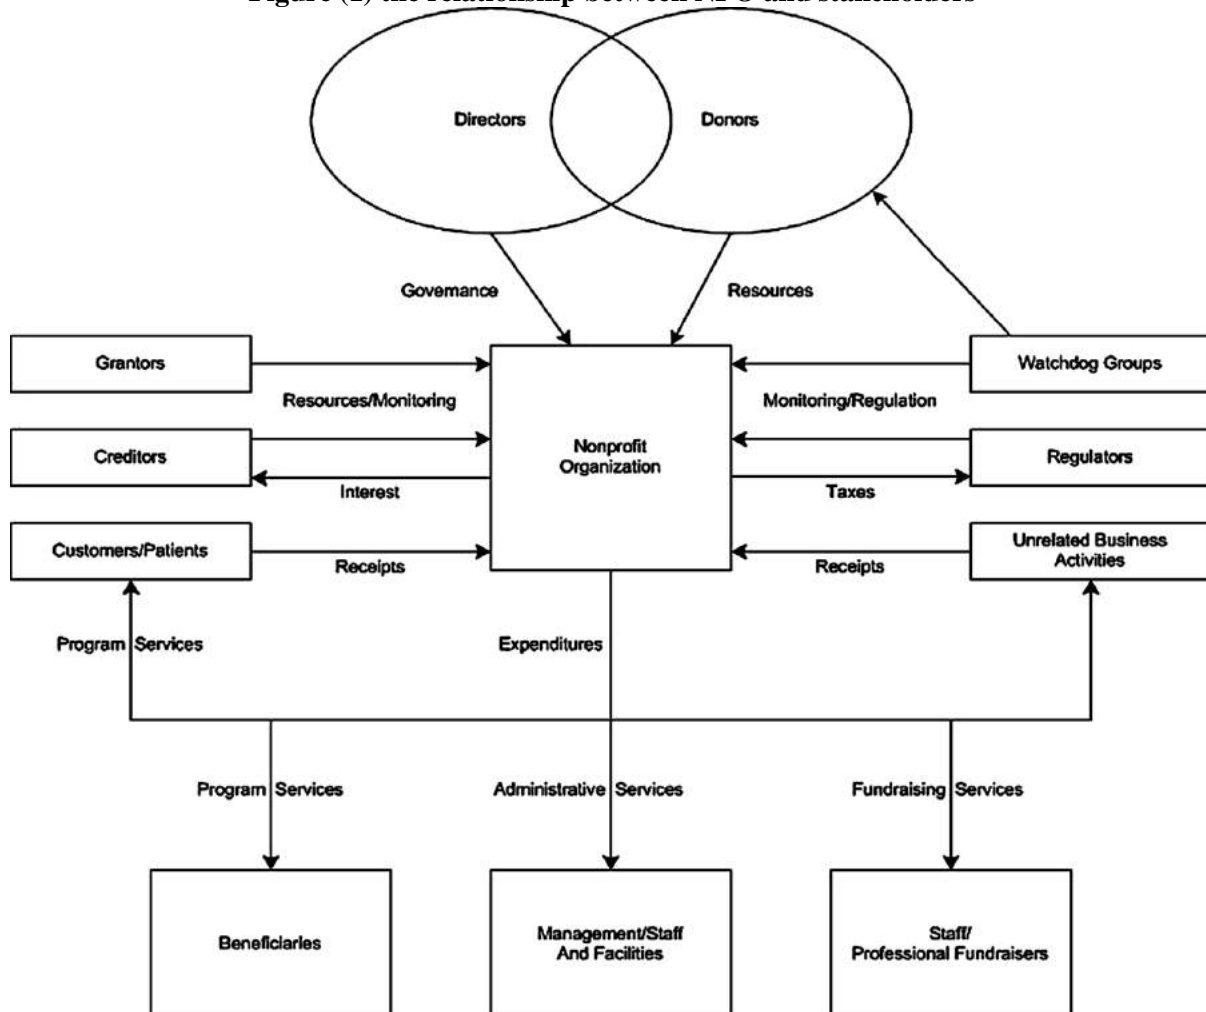 Figure (1) the relationship between NPO and stakeholders
Directors
Donors
Governance
Resources
Grantors
Watchdog Groups
Resources/Monitoring
Monitoring/Regulation
Nonprofit
Organization
Creditors
Regulators
Interest
Taxes
Customers/Patients
Unrelated Business
Activities
Receipts
Receipts
Program Services
Expenditures
Program Services
Administrative Services
Fundraising Services
Beneficiaries
Management/Staff
And Facilities
Staff/
Professional Fundraisers